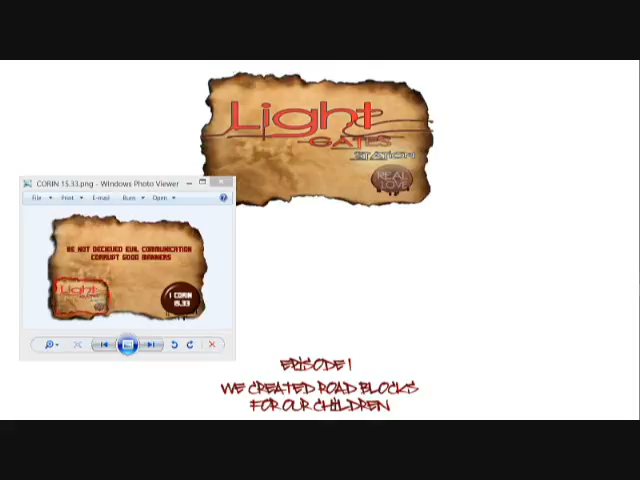 Light
GATES
STATION
REAL
LOVE
CORIN 15.33.png - Windows Photo Viewer
File Print E-mail Burn Open
BE NOT DECIEVED EVIL COMMUNICATION
CORRUPT GOOD MANNERS
Light
1 CORIN
15.33
EPISODE 1
WE CREATED ROAD BLOCKS
FOR OUR CHILDREN